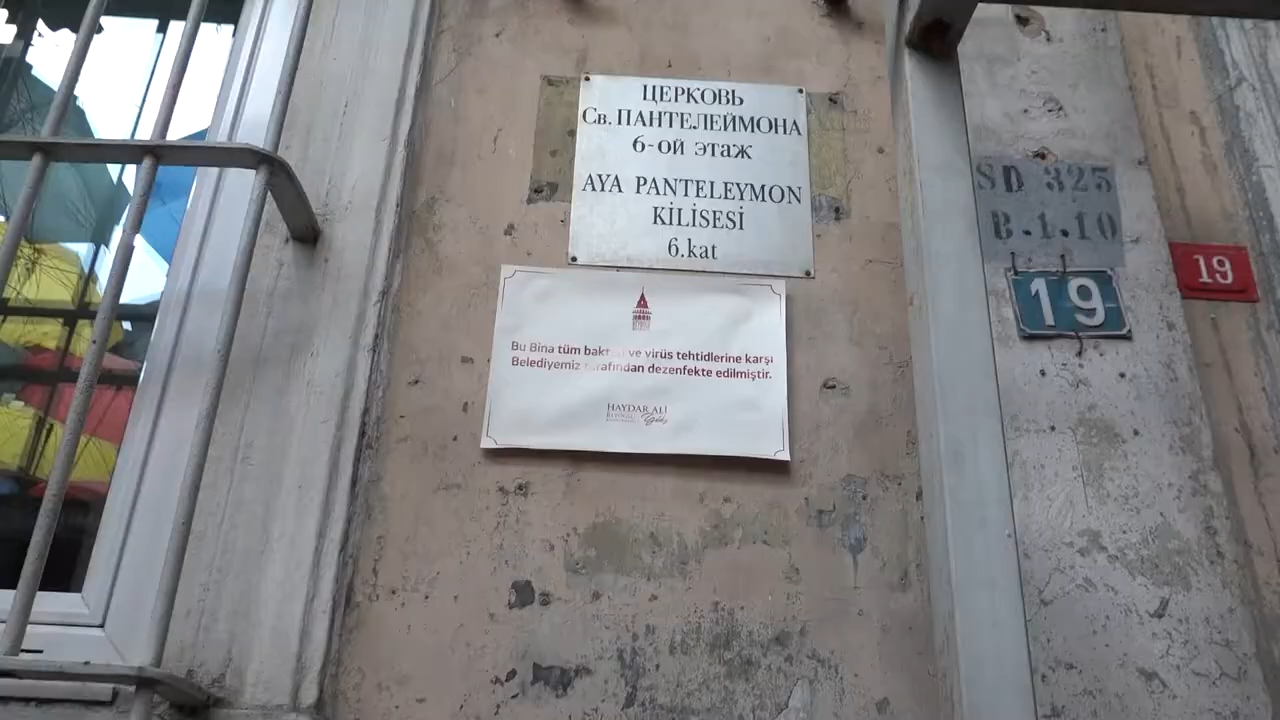 ЦЕРКОВЬ
Св. ПАНТЕЛЕЙМОНА
6-ой этаж
AYA PANTELEYMON
KİLİSESİ
6.kat
Bu Bina tüm ve virüs tehtidlerine karşı
Belediyemiz tarafından dezenfekte edilmiştir.
HAYDAR ALİ
SD 325
B.1.10
19
19